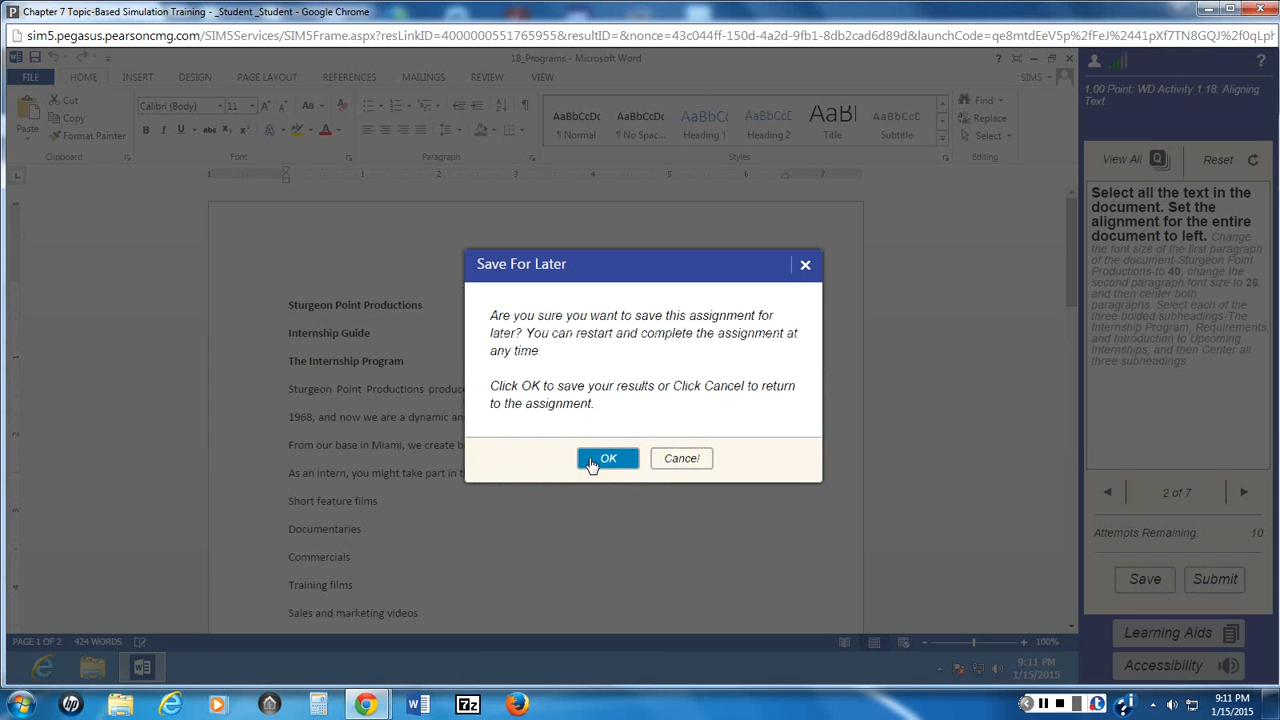 Chapter 7 Topic-Based Simulation Training - _Student _Student - Google Chrome
sim5.pegasus.pearsoncmg.com/SIM5Services/SIM5Frame.aspx?resLinkID=4000000551765955&resultID=&nonce=43c044ff-150d-4a2d-9fb1-8db2cad6d89d&launchCode=qe8mtdEeV5p%2FeJ%2441pXf7TN8GQJ%2f0qLph
1B_Programs - Microsoft Word
FILE HOME INSERT DESIGN PAGE LAYOUT REFERENCES MAILINGS REVIEW VIEW SIMS
Paste
Cut
Copy
Format Painter
Calibri (Body) 11
¶ Normal
¶ No Spac...
Heading 1
Heading 2
Title
Subtitle
Find
Replace
Select
Clipboard Font Paragraph Styles Editing
1.00 Point: WD Activity 1.18: Aligning
Text
View All Reset
Select all the text in the
document. Set the
alignment for the entire
document to left. Change
the font size of the first paragraph
of the document-Sturgeon Point
Productions-to 40, change the
second paragraph font size to 26,
and then center both
paragraphs. Select each of the
three bolded subheadings-The
Internship Program, Requirements,
and Introduction to Upcoming
Internships, and then Center all
three subheadings
2 of 7
Attempts Remaining: 10
Save Submit
Learning Aids
Accessibility
Sturgeon Point Productions
Internship Guide
The Internship Program
Sturgeon Point Productions produc
1968, and now we are a dynamic an
From our base in Miami, we create b
As an intern, you might take part in t
Short feature films
Documentaries
Commercials
Training films
Sales and marketing videos
Save For Later
Are you sure you want to save this assignment for
later? You can restart and complete the assignment at
any time
Click OK to save your results or Click Cancel to return
to the assignment.
OK Cancel
PAGE 1 OF 2 424 WORDS 100%
9:11 PM
1/15/2015
9:11 PM
1/15/2015